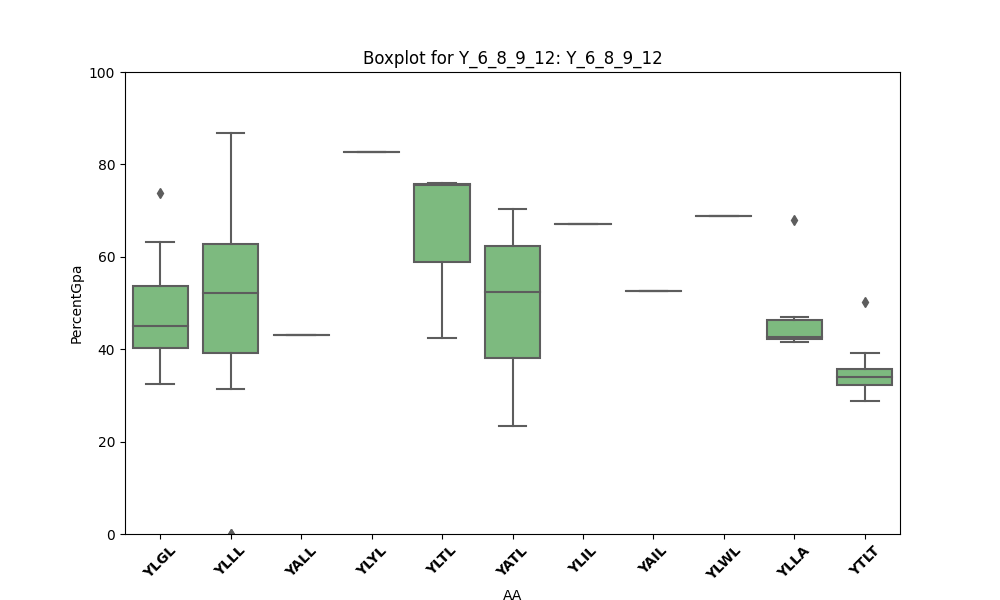 Boxplot for Y_6_8_9_12: Y_6_8_9_12
100
80
60
40
20
0
PercentGpa
YLGL YLLL YALL YLYL YLTL YATL YLIL YAIL YLWL YLLA YTLT
AA